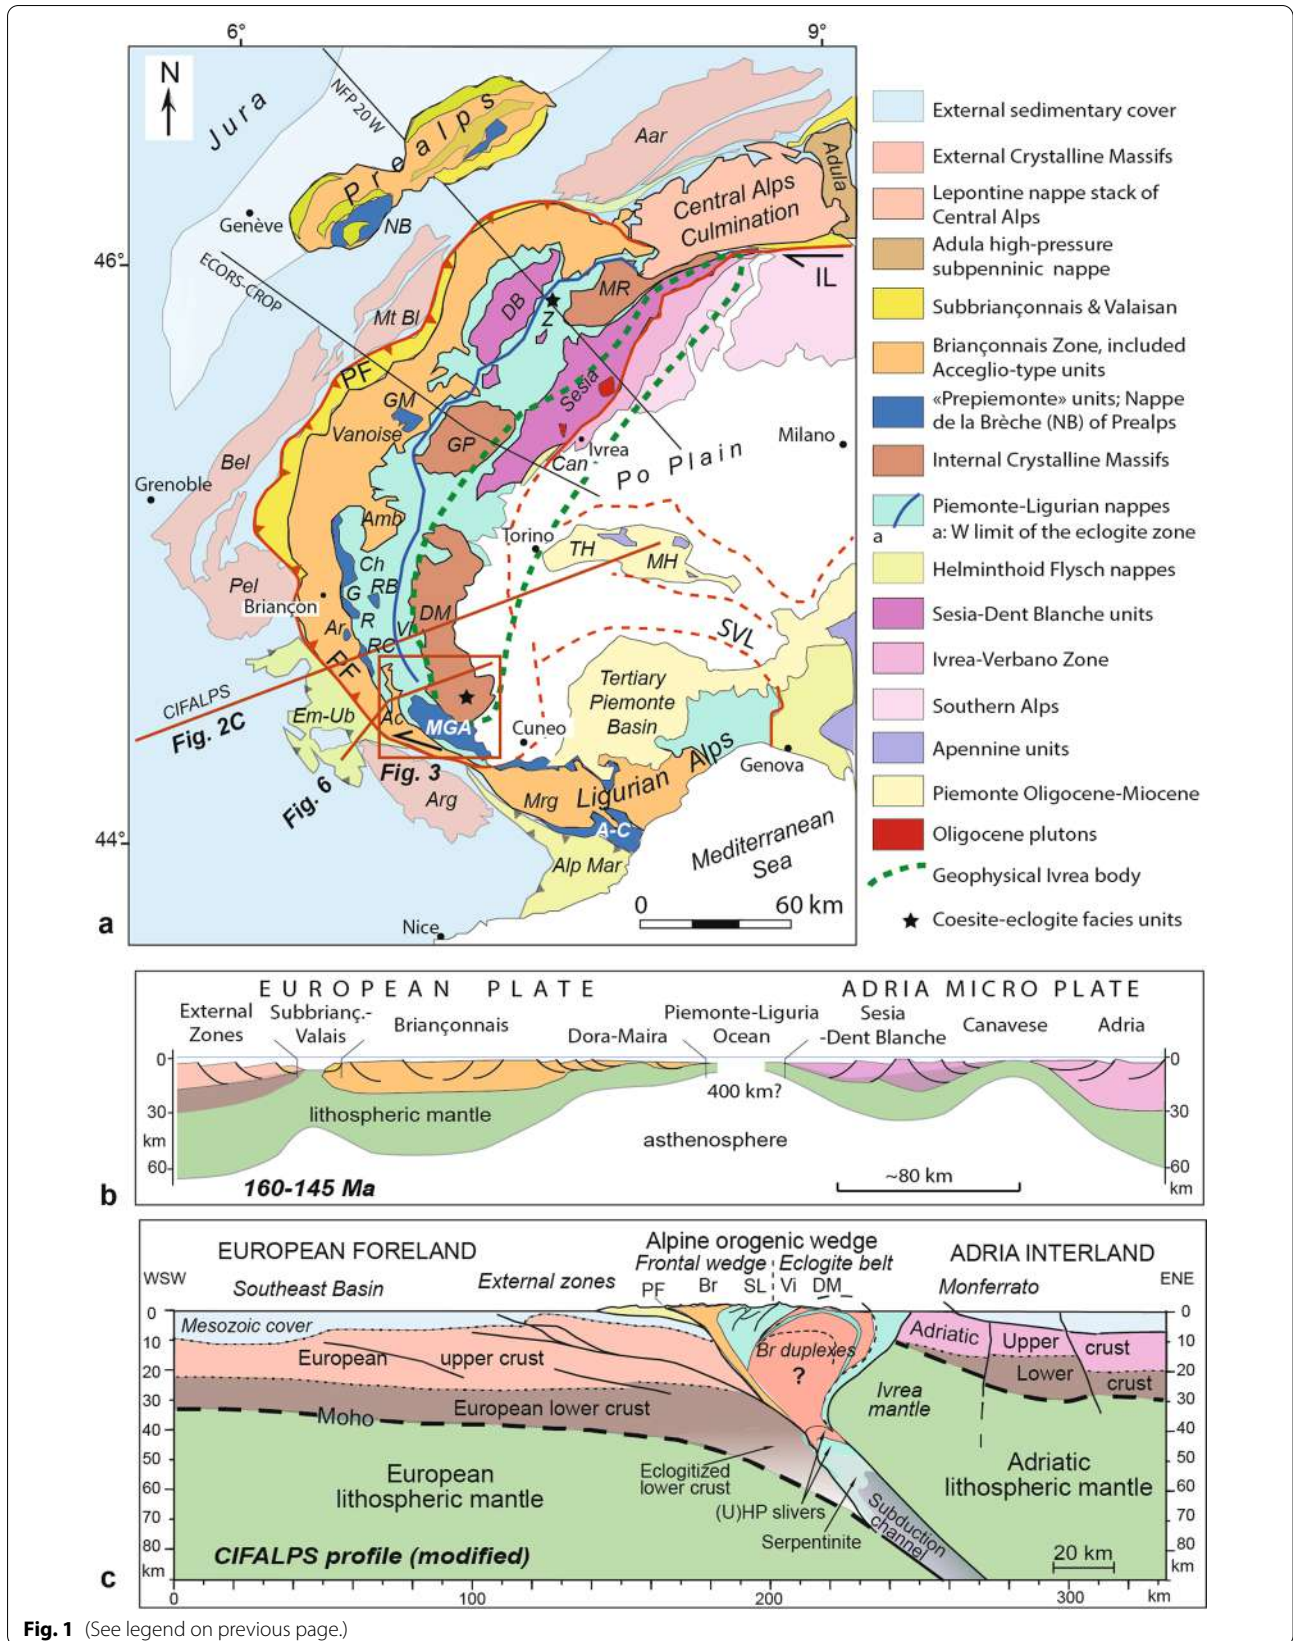 6°
9°
N
Jura
NFP 20 W
Prealps
Aar
Adula
Central Alps
Culmination
Genève
NB
ECORS-CROP
46°
IL
MR
DB
Z
Mt Bl
PF
GM
Vanoise
GP
Sesia
Ivrea
Can
Po Plain
Milano
Bel
Grenoble
Amb
Torino
TH
MH
Ch
G
RB
Pel
Briançon
R
DM
Ar
RC
Vi
SVL
PF
CIFALPS
Fig. 2C
Em-Ub
Ac
MGA
Tertiary
Piemonte
Basin
Cuneo
Genova
Fig. 3
Fig. 6
Arg
Mrg
Ligurian Alps
A-C
44°
Alp Mar
Mediterranean
Sea
0 60 km
Nice
a
External sedimentary cover
External Crystalline Massifs
Lepontine nappe stack of
Central Alps
Adula high-pressure
subpenninic nappe
Subbriançonnais & Valaisan
Briançonnais Zone, included
Acceglio-type units
«Prepiemonte» units; Nappe
de la Brèche (NB) of Prealps
Internal Crystalline Massifs
Piemonte-Ligurian nappes
a a: W limit of the eclogite zone
Helminthoid Flysch nappes
Sesia-Dent Blanche units
Ivrea-Verbano Zone
Southern Alps
Apennine units
Piemonte Oligocene-Miocene
Oligocene plutons
Geophysical Ivrea body
Coesite-eclogite facies units
EUROPEAN PLATE ADRIA MICRO PLATE
External
Zones
Subbrianç.-
Valais
Briançonnais
Dora-Maira
Piemonte-Liguria
Ocean
Sesia
-Dent Blanche
Canavese
Adria
0 0
400 km?
30 30
lithospheric mantle
km
asthenosphere
60 60
km
~80 km
160-145 Ma
b
EUROPEAN FORELAND
Alpine orogenic wedge
ADRIA INTERLAND
Frontal wedge Eclogite belt
WSW
Southeast Basin
External zones
PF Br SL Vi DM
Monferrato
ENE
0 0
Mesozoic cover
Adriatic Upper crust
10 10
European upper crust
Br duplexes
?
20 20
Lower crust
30 30
European lower crust
Ivrea
mantle
Moho
40 40
50 50
European
lithospheric mantle
Eclogitized
lower crust
Adriatic
lithospheric mantle
60 60
(U)HP slivers
70 70
Serpentinite
Subduction
channel
80 80
km km
CIFALPS profile (modified)
20 km
c
0 100 200 300 km
Fig. 1 (See legend on previous page.)